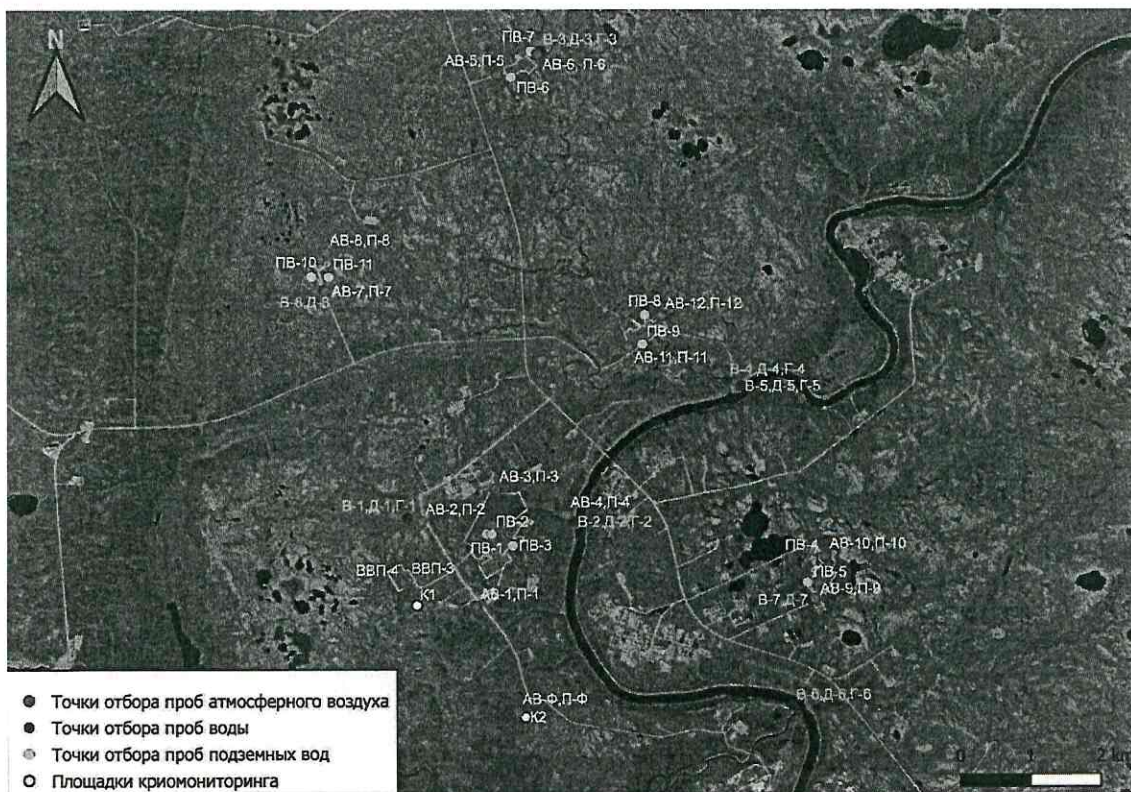 N
ПВ-7
В-3,Д-3,Г-3
АВ-5,П-5
АВ-6, П-6
ПВ-6
АВ-8,П-8
ПВ-10
ПВ-11
АВ-7,П-7
В-8,Д-8
ПВ-8
АВ-12,П-12
ПВ-9
АВ-11,П-11
В-4,Д-4,Г-4
В-5,Д-5,Г-5
АВ-3,П-3
В-1,Д-1,Г-1
АВ-2,П-2
АВ-4,П-4
В-2,Д-2,Г-2
ПВ-2
ПВ-1
ПВ-3
ПВ-4
АВ-10,П-10
ВВП-4
ВВП-3
ПВ-5
АВ-9,П-9
АВ-1,П-1
В-7,Д-7
К1
АВ-Ф,П-Ф
В-6,Д-6,Г-6
К2
Точки отбора проб атмосферного воздуха
Точки отбора проб воды
Точки отбора проб подземных вод
Площадки криомониторинга
0 1 2 km